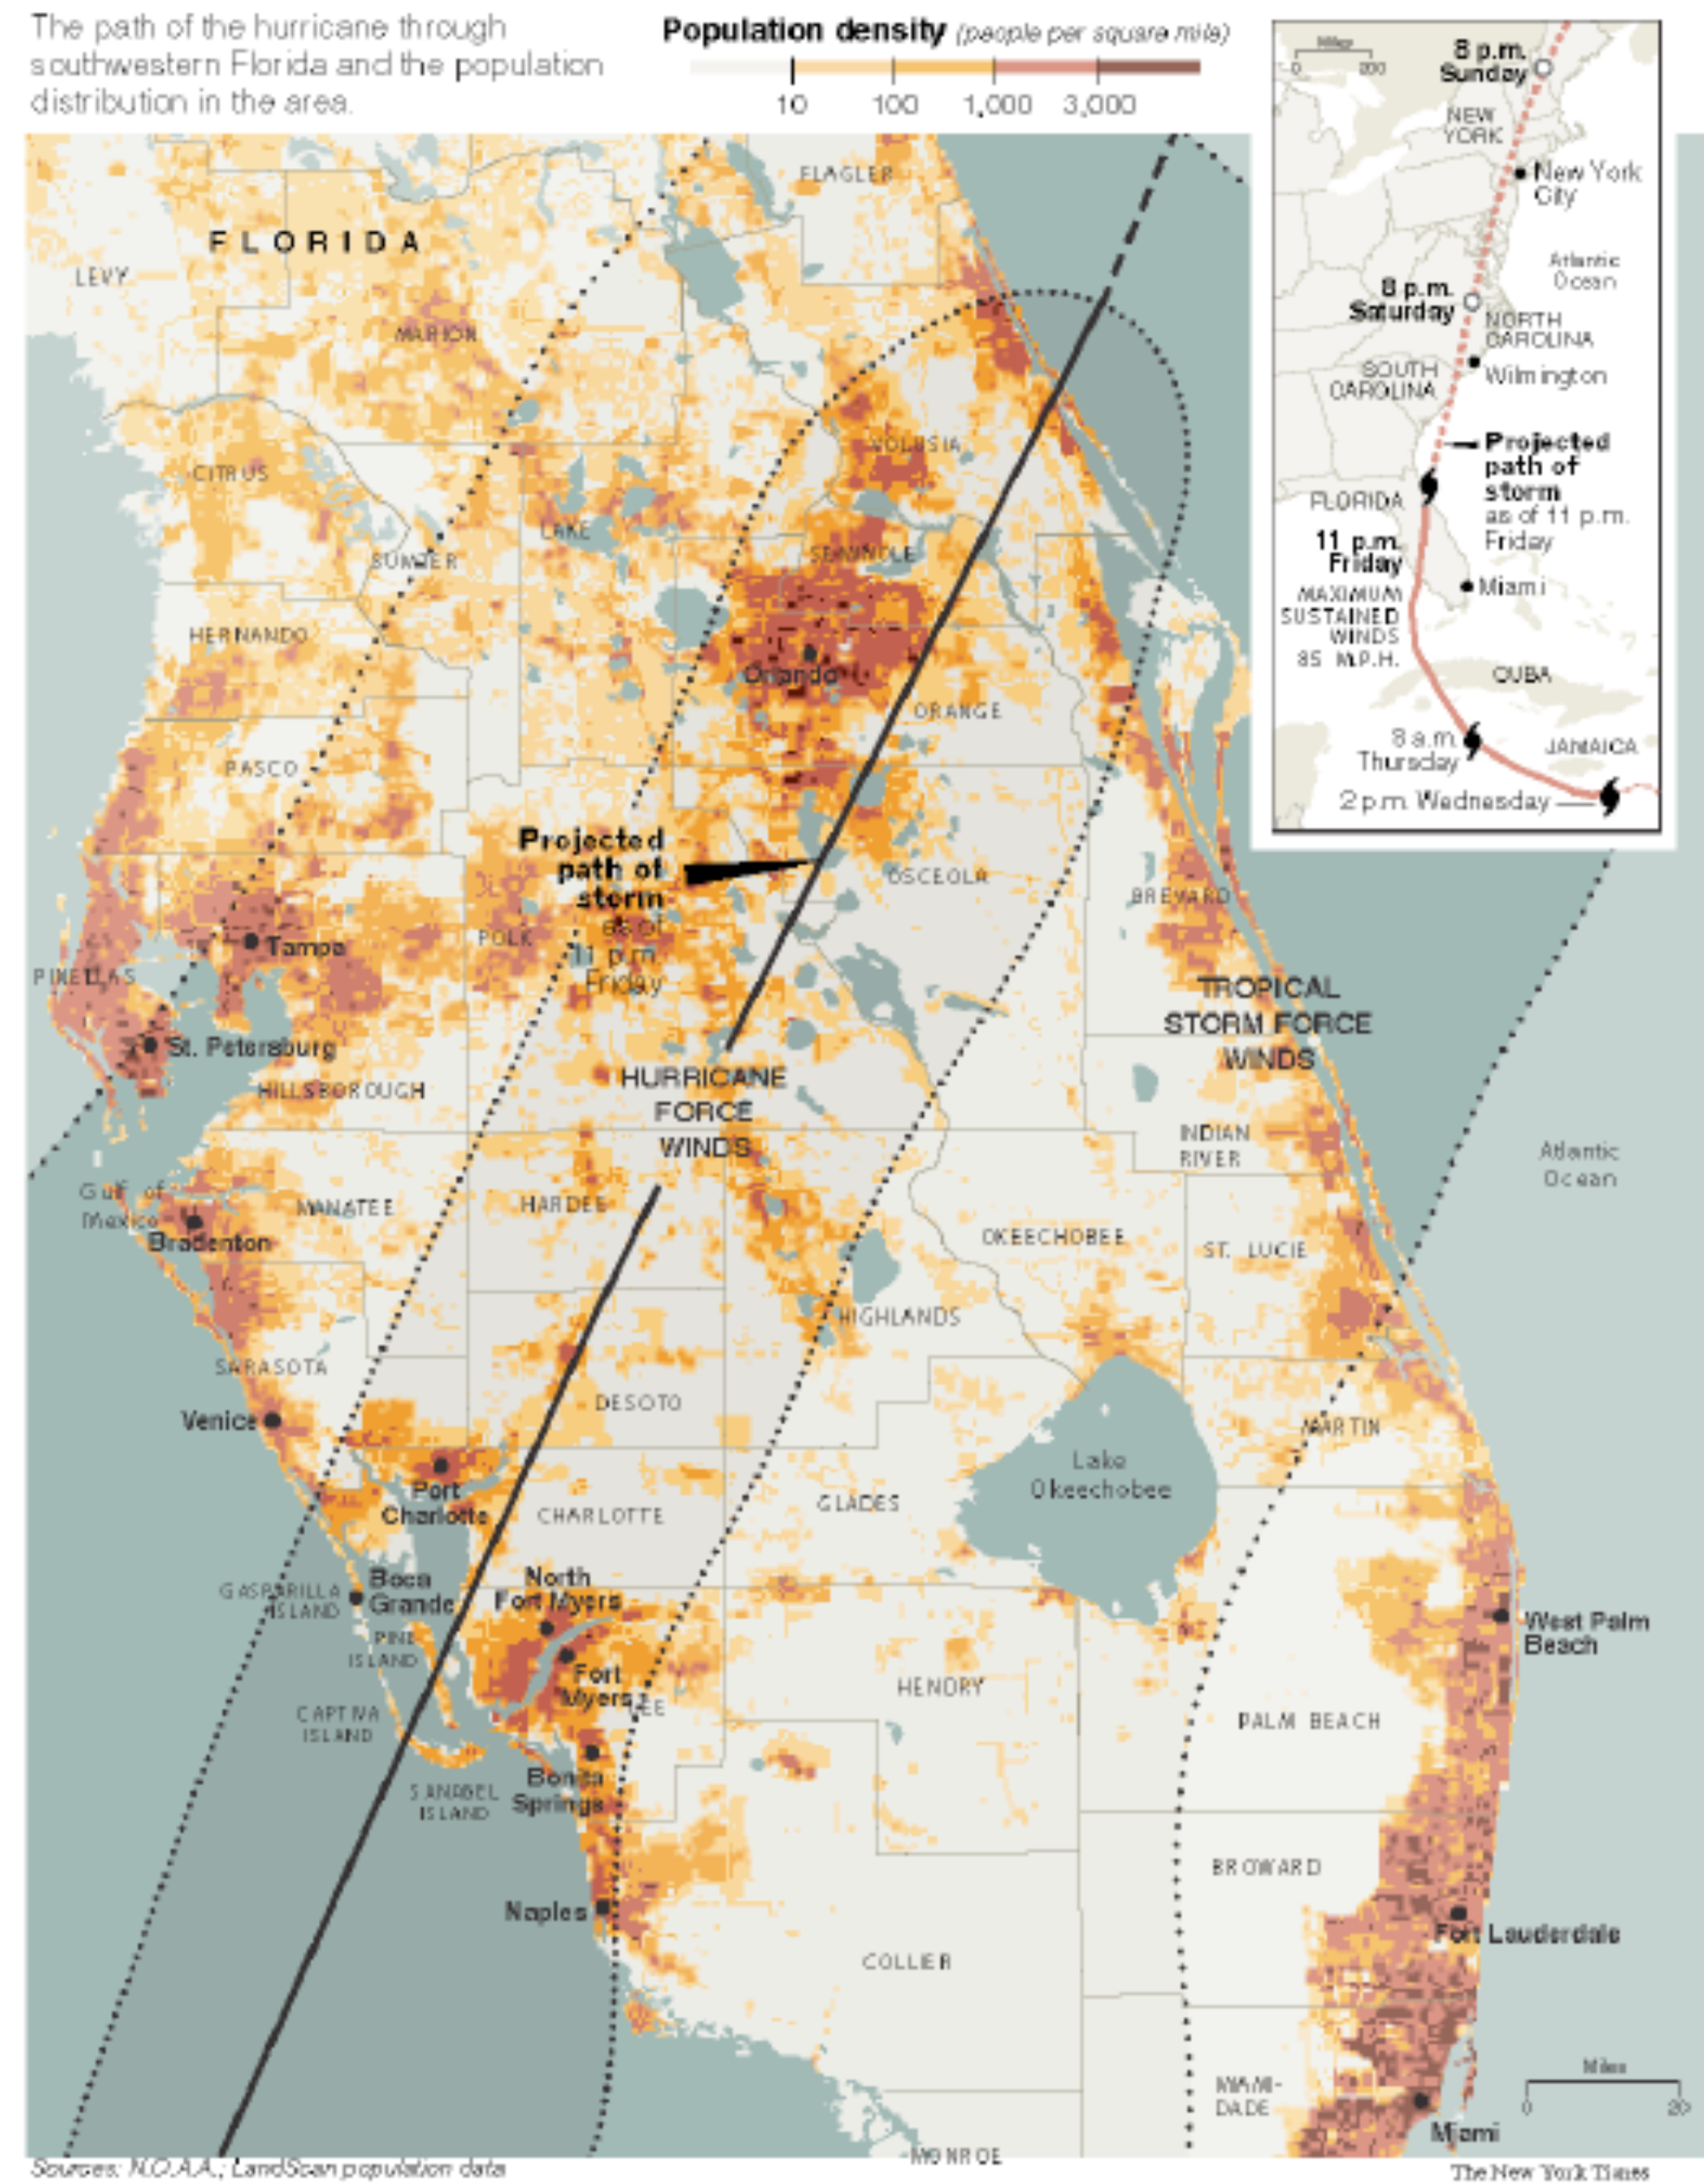 The path of the hurricane through
southwestern Florida and the population
distribution in the area.
Population density (people per square mile)
10 100 1,000 3,000
Miles
0 200
8 p.m.
Sunday
NEW
YORK
New York
City
Atlantic
Ocean
8 p.m.
Saturday
NORTH
CAROLINA
SOUTH
CAROLINA
Wilmington
Projected
path of
storm
as of 11 p.m.
Friday
FLORIDA
11 p.m.
Friday
MAXIMUM
SUSTAINED
WINDS
85 M.P.H.
Miami
CUBA
8 a.m.
Thursday
JAMAICA
2 p.m. Wednesday
FLAGLER
FLORIDA
LEVY
MARION
VOLUSIA
CITRUS
LAKE
SUMTER
SEMINOLE
HERNANDO
Orlando
ORANGE
PASCO
Projected
path of
storm
as of
11 p.m.
Friday
OSCEOLA
BREVARD
POLK
Tampa
PINELLAS
TROPICAL
STORM FORCE
WINDS
St. Petersburg
HILLSBOROUGH
HURRICANE
FORCE
WINDS
INDIAN
RIVER
Atlantic
Ocean
Gulf of
Mexico
MANATEE
HARDEE
Bradenton
OKEECHOBEE
ST. LUCIE
HIGHLANDS
SARASOTA
DESOTO
Venice
MARTIN
Lake
Okeechobee
Port
Charlotte
CHARLOTTE
GLADES
GASPARILLA
ISLAND
Boca
Grande
North
Fort Myers
West Palm
Beach
PINE
ISLAND
Fort
Myers
LEE
HENDRY
CAPTIVA
ISLAND
PALM BEACH
SANABEL
ISLAND
Bonita
Springs
BROWARD
Naples
Fort Lauderdale
COLLIER
Miles
0 20
MIAMI-
DADE
Miami
MONROE
Sources: N.O.A.A.; LandScan population data
The New York Times